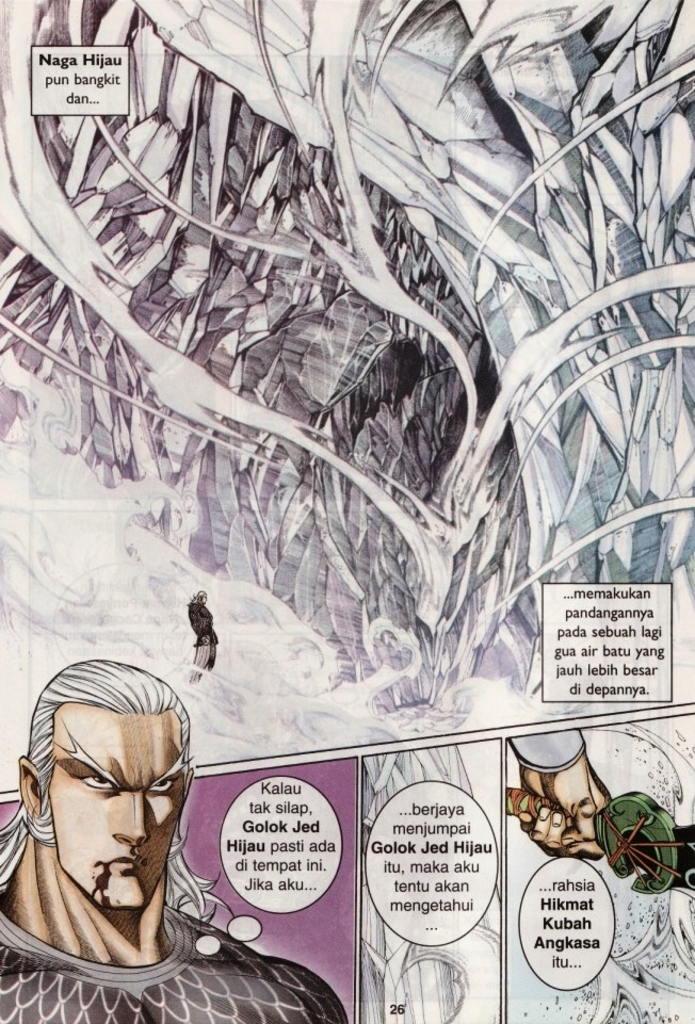 Naga Hijau
pun bangkit
dan...
...memakukan
pandangannya
pada sebuah lagi
gua air batu yang
jauh lebih besar
di depannya.
Kalau
tak silap,
Golok Jed
Hijau pasti ada
di tempat ini.
Jika aku...
...berjaya
menjumpai
Golok Jed Hijau
itu, maka aku
tentu akan
mengetahui
...
...rahsia
Hikmat
Kubah
Angkasa
itu...
26